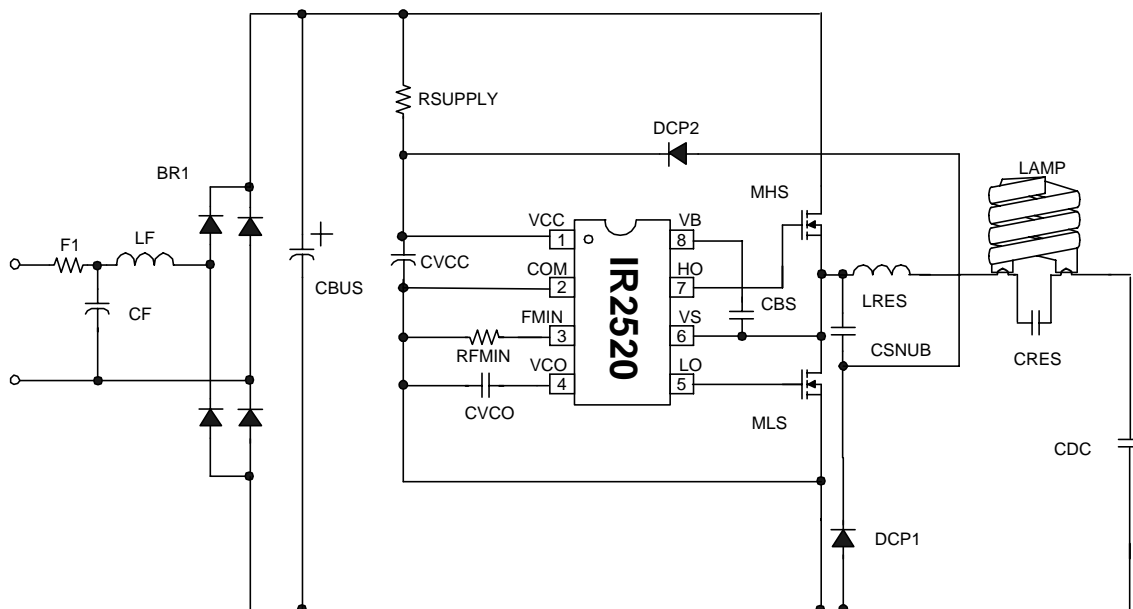 RSUPPLY
DCP2
BR1
LAMP
MHS
F1
LF
VCC
VB
1
8
CVCC
CBUS
COM
HO
2
7
CF
CBS
LRES
FMIN
VS
3
6
RFMIN
CSNUB
CRES
VCO
LO
4
5
CVCO
IR2520
MLS
CDC
DCP1